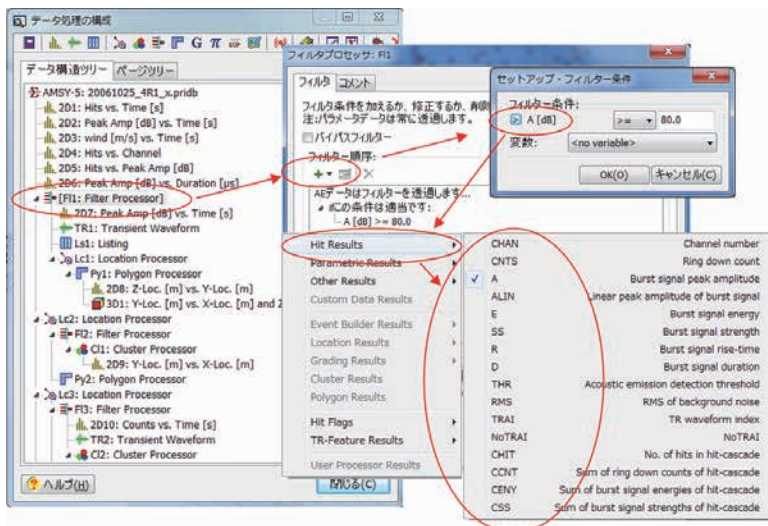 データ処理の構成
データ構造ツリー ページツリー
AMSY-5: 20061025_4R1_x.pridb
2D1: Hits vs. Time [s]
2D2: Peak Amp [dB] vs. Time [s]
2D3: wind [m/s] vs. Time [s]
2D4: Hits vs. Channel
2D5: Hits vs. Peak Amp [dB]
2D6: Peak Amp [dB] vs. Duration [µs]
[Fl1: Filter Processor]
2D7: Peak Amp [dB] vs. Time [s]
TR1: Transient Waveform
Ls1: Listing
Lc1: Location Processor
Py1: Polygon Processor
2D8: Z-Loc. [m] vs. Y-Loc. [m]
3D1: Y-Loc. [m] vs. X-Loc. [m] and Z
Lc2: Location Processor
Fl2: Filter Processor
Cl1: Cluster Processor
2D9: Y-Loc. [m] vs. X-Loc. [m]
Py2: Polygon Processor
Lc3: Location Processor
Fl3: Filter Processor
2D10: Counts vs. Time [s]
TR2: Transient Waveform
Cl2: Cluster Processor
ヘルプ(H)
閉じる(C)
フィルタプロセッサ: Fl1
フィルタ コメント
フィルタ条件を加えるか、修正するか、削除
注:パラメータデータは常に透過します。
バイパスフィルター
フィルター順序:
AEデータはフィルターを透過します...
この条件は適当です:
A [dB] >= 80.0
セットアップ・フィルター条件
フィルター条件:
A [dB] >= 80.0
変数: <no variable>
OK(O) キャンセル(C)
Hit Results
Parametric Results
Other Results
Custom Data Results
Event Builder Results
Location Results
Grading Results
Cluster Results
Polygon Results
Hit Flags
TR-Feature Results
User Processor Results
CHAN Channel number
CNTS Ring down count
A Burst signal peak amplitude
ALIN Linear peak amplitude of burst signal
E Burst signal energy
SS Burst signal strength
R Burst signal rise-time
D Burst signal duration
THR Acoustic emission detection threshold
RMS RMS of background noise
TRAI TR waveform index
NoTRAI NoTRAI
CHIT No. of hits in hit-cascade
CCNT Sum of ring down counts of hit-cascade
CENY Sum of burst signal energies of hit-cascade
CSS Sum of burst signal strengths of hit-cascade